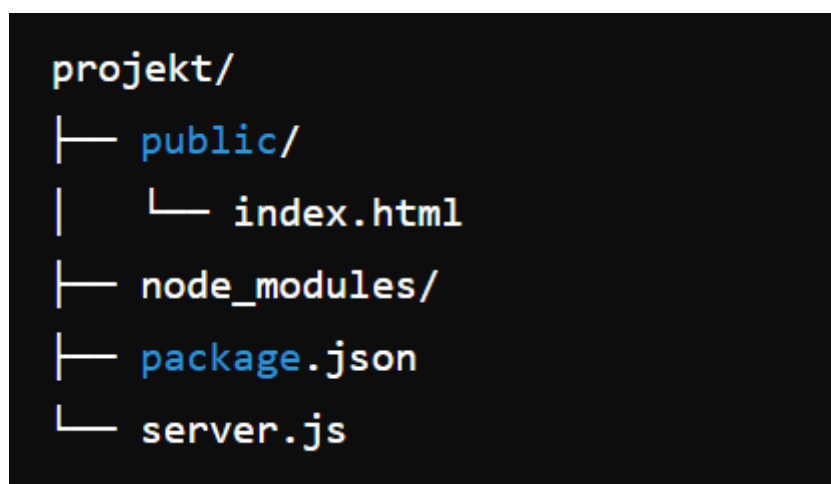 projekt/
├── public/
│   └── index.html
├── node_modules/
├── package.json
└── server.js